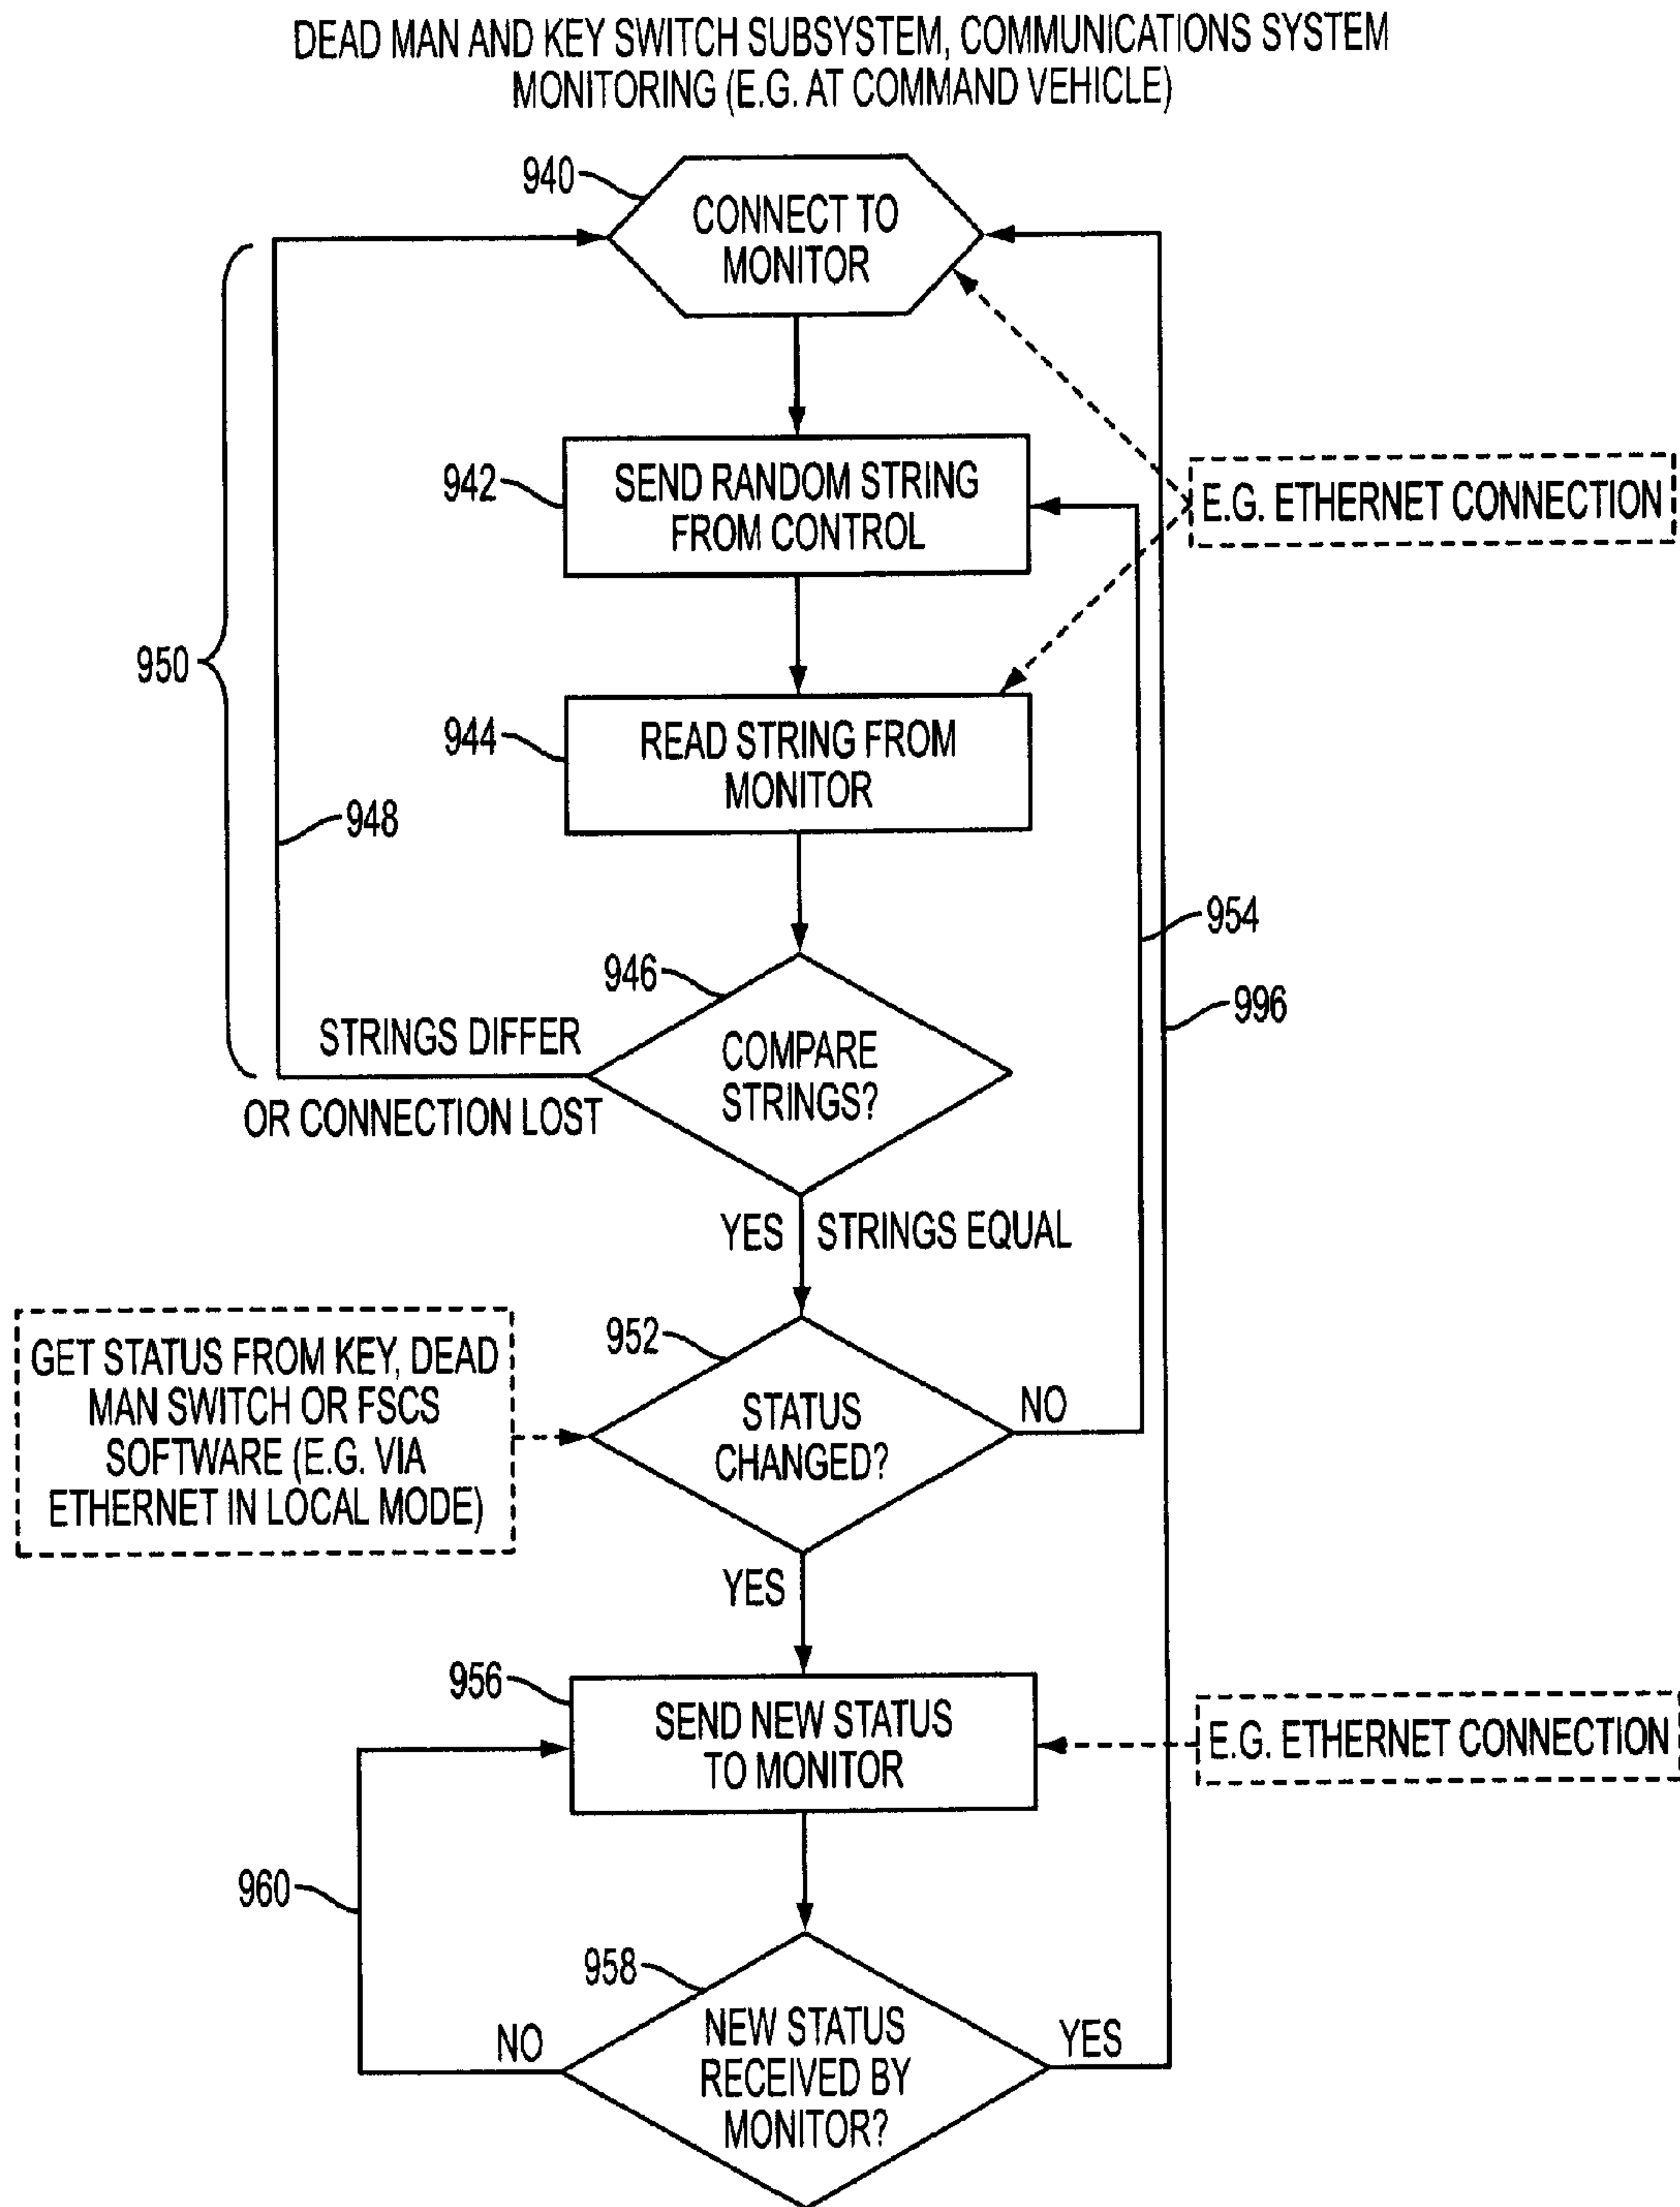 DEAD MAN AND KEY SWITCH SUBSYSTEM, COMMUNICATIONS SYSTEM
MONITORING (E.G. AT COMMAND VEHICLE)
940
CONNECT TO
MONITOR
942
SEND RANDOM STRING
FROM CONTROL
E.G. ETHERNET CONNECTION
950
944
READ STRING FROM
MONITOR
948
954
946
996
STRINGS DIFFER
OR CONNECTION LOST
COMPARE
STRINGS?
YES
STRINGS EQUAL
GET STATUS FROM KEY, DEAD
MAN SWITCH OR FSCS
SOFTWARE (E.G. VIA
ETHERNET IN LOCAL MODE)
952
STATUS
CHANGED?
NO
YES
956
SEND NEW STATUS
TO MONITOR
E.G. ETHERNET CONNECTION
960
958
NO
NEW STATUS
RECEIVED BY
MONITOR?
YES